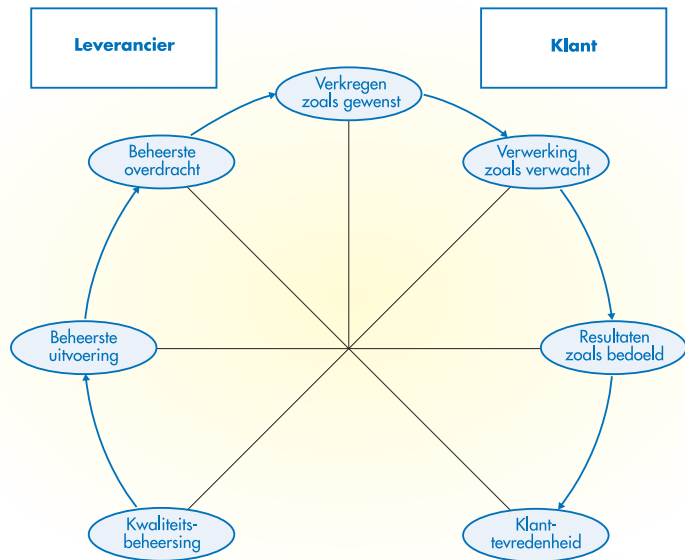 Leverancier
Klant
Verkregen
zoals gewenst
Beheerste
overdracht
Verwerking
zoals verwacht
Beheerste
uitvoering
Resultaten
zoals bedoeld
Kwaliteits-
beheersing
Klant-
tevredenheid